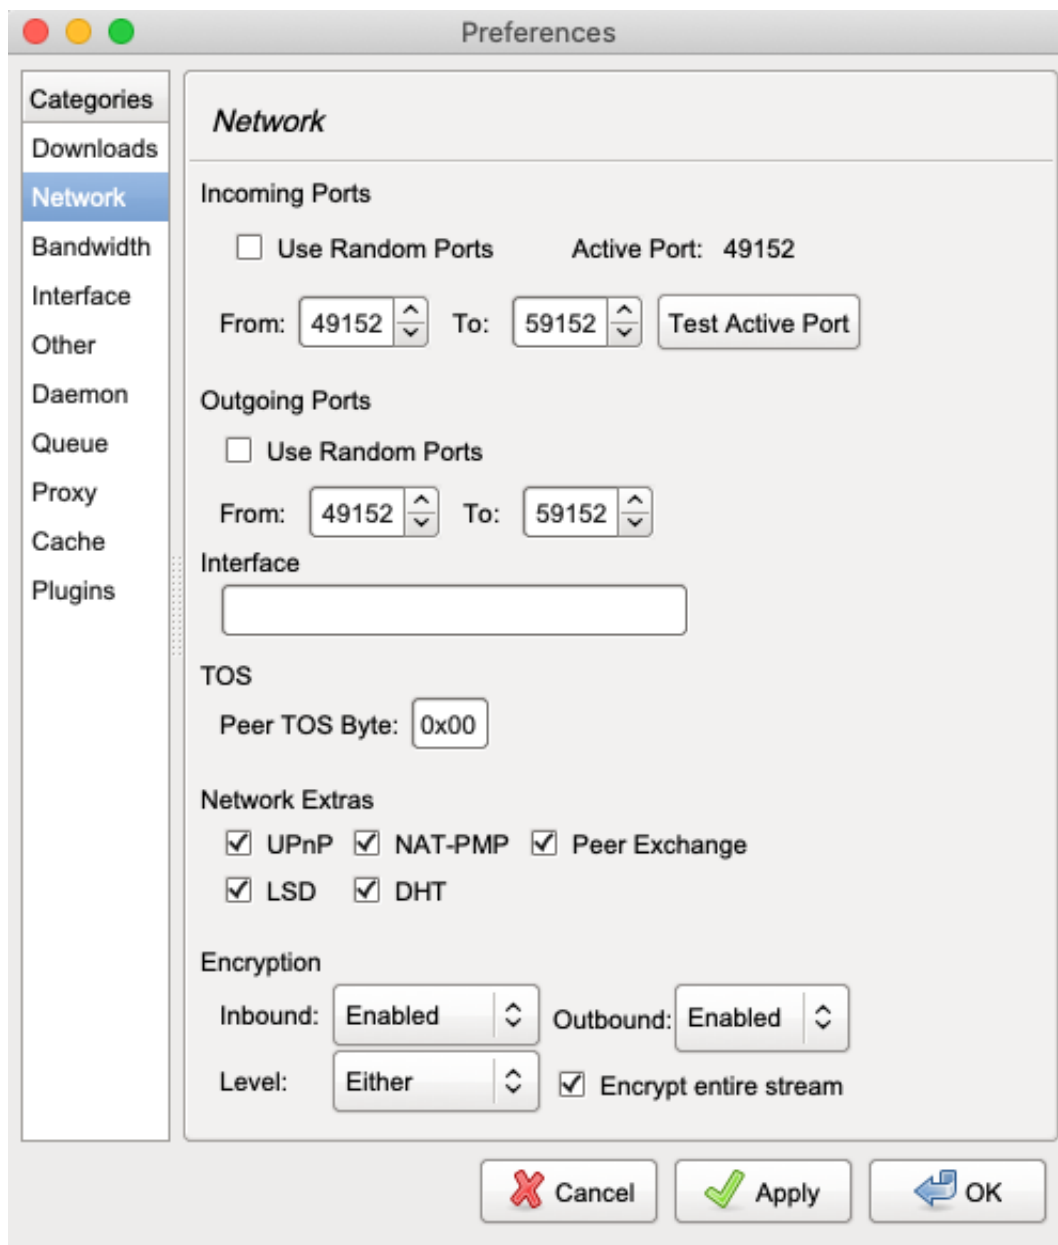 Preferences
Categories
Downloads
Network
Bandwidth
Interface
Other
Daemon
Queue
Proxy
Cache
Plugins
Network
Incoming Ports
Use Random Ports Active Port: 49152
From: 49152 To: 59152 Test Active Port
Outgoing Ports
Use Random Ports
From: 49152 To: 59152
Interface
TOS
Peer TOS Byte: 0x00
Network Extras
UPnP NAT-PMP Peer Exchange
LSD DHT
Encryption
Inbound: Enabled Outbound: Enabled
Level: Either Encrypt entire stream
Cancel Apply OK